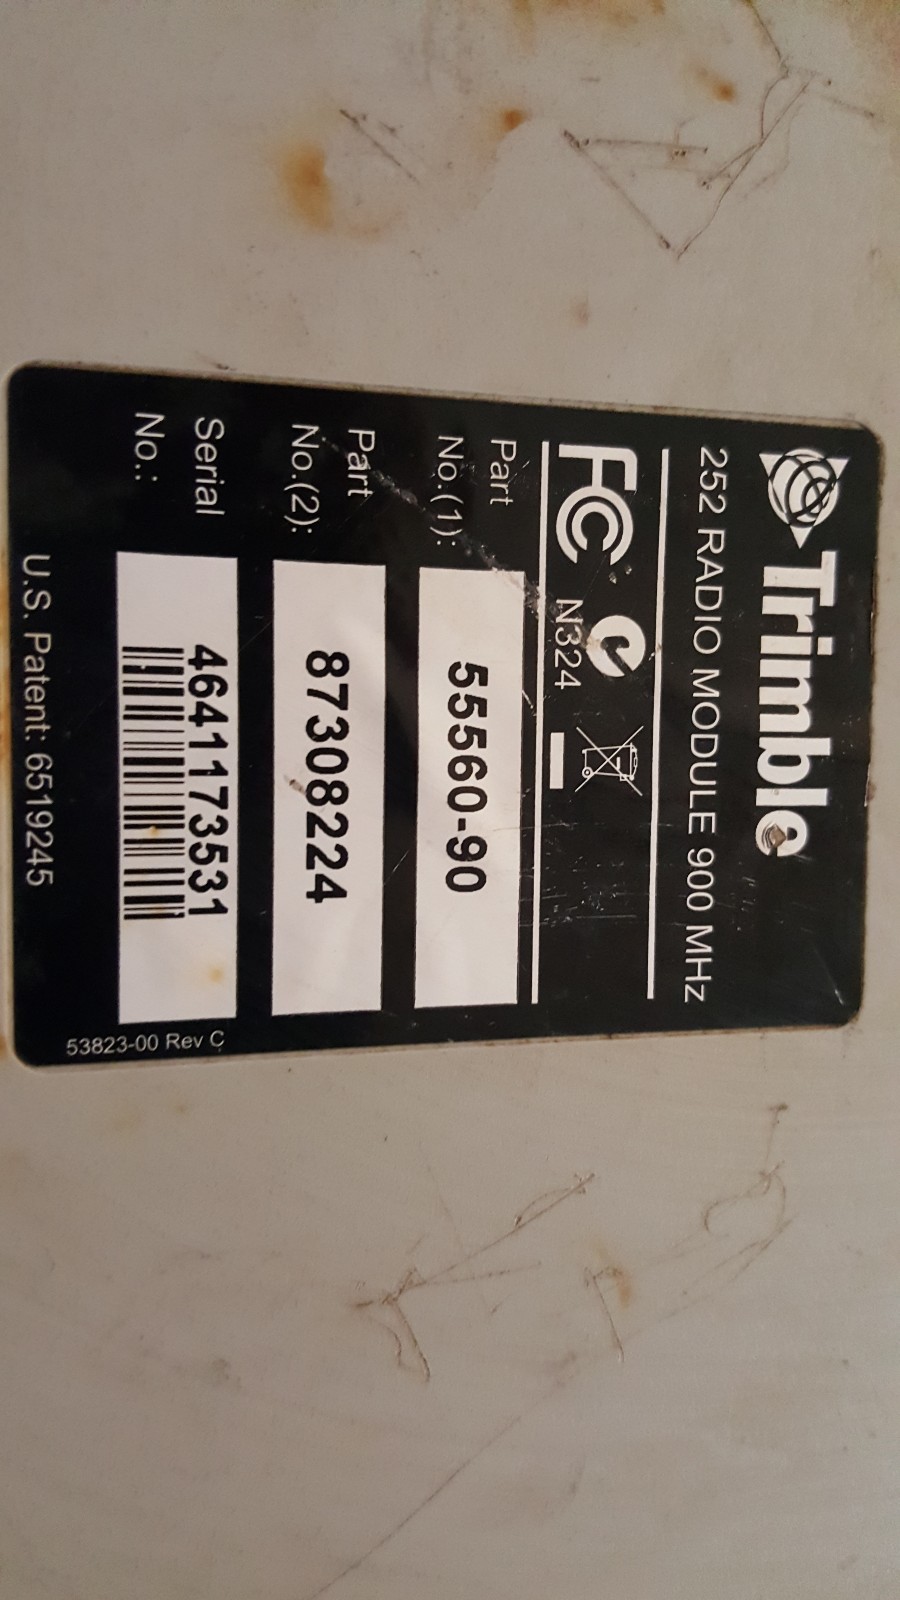 Trimble
252 RADIO MODULE 900 MHz
FC N324
Part
No.(1): 55560-90
Part
No.(2): 87308224
Serial
No.: 4641173531
U.S. Patent: 6519245
53823-00 Rev C